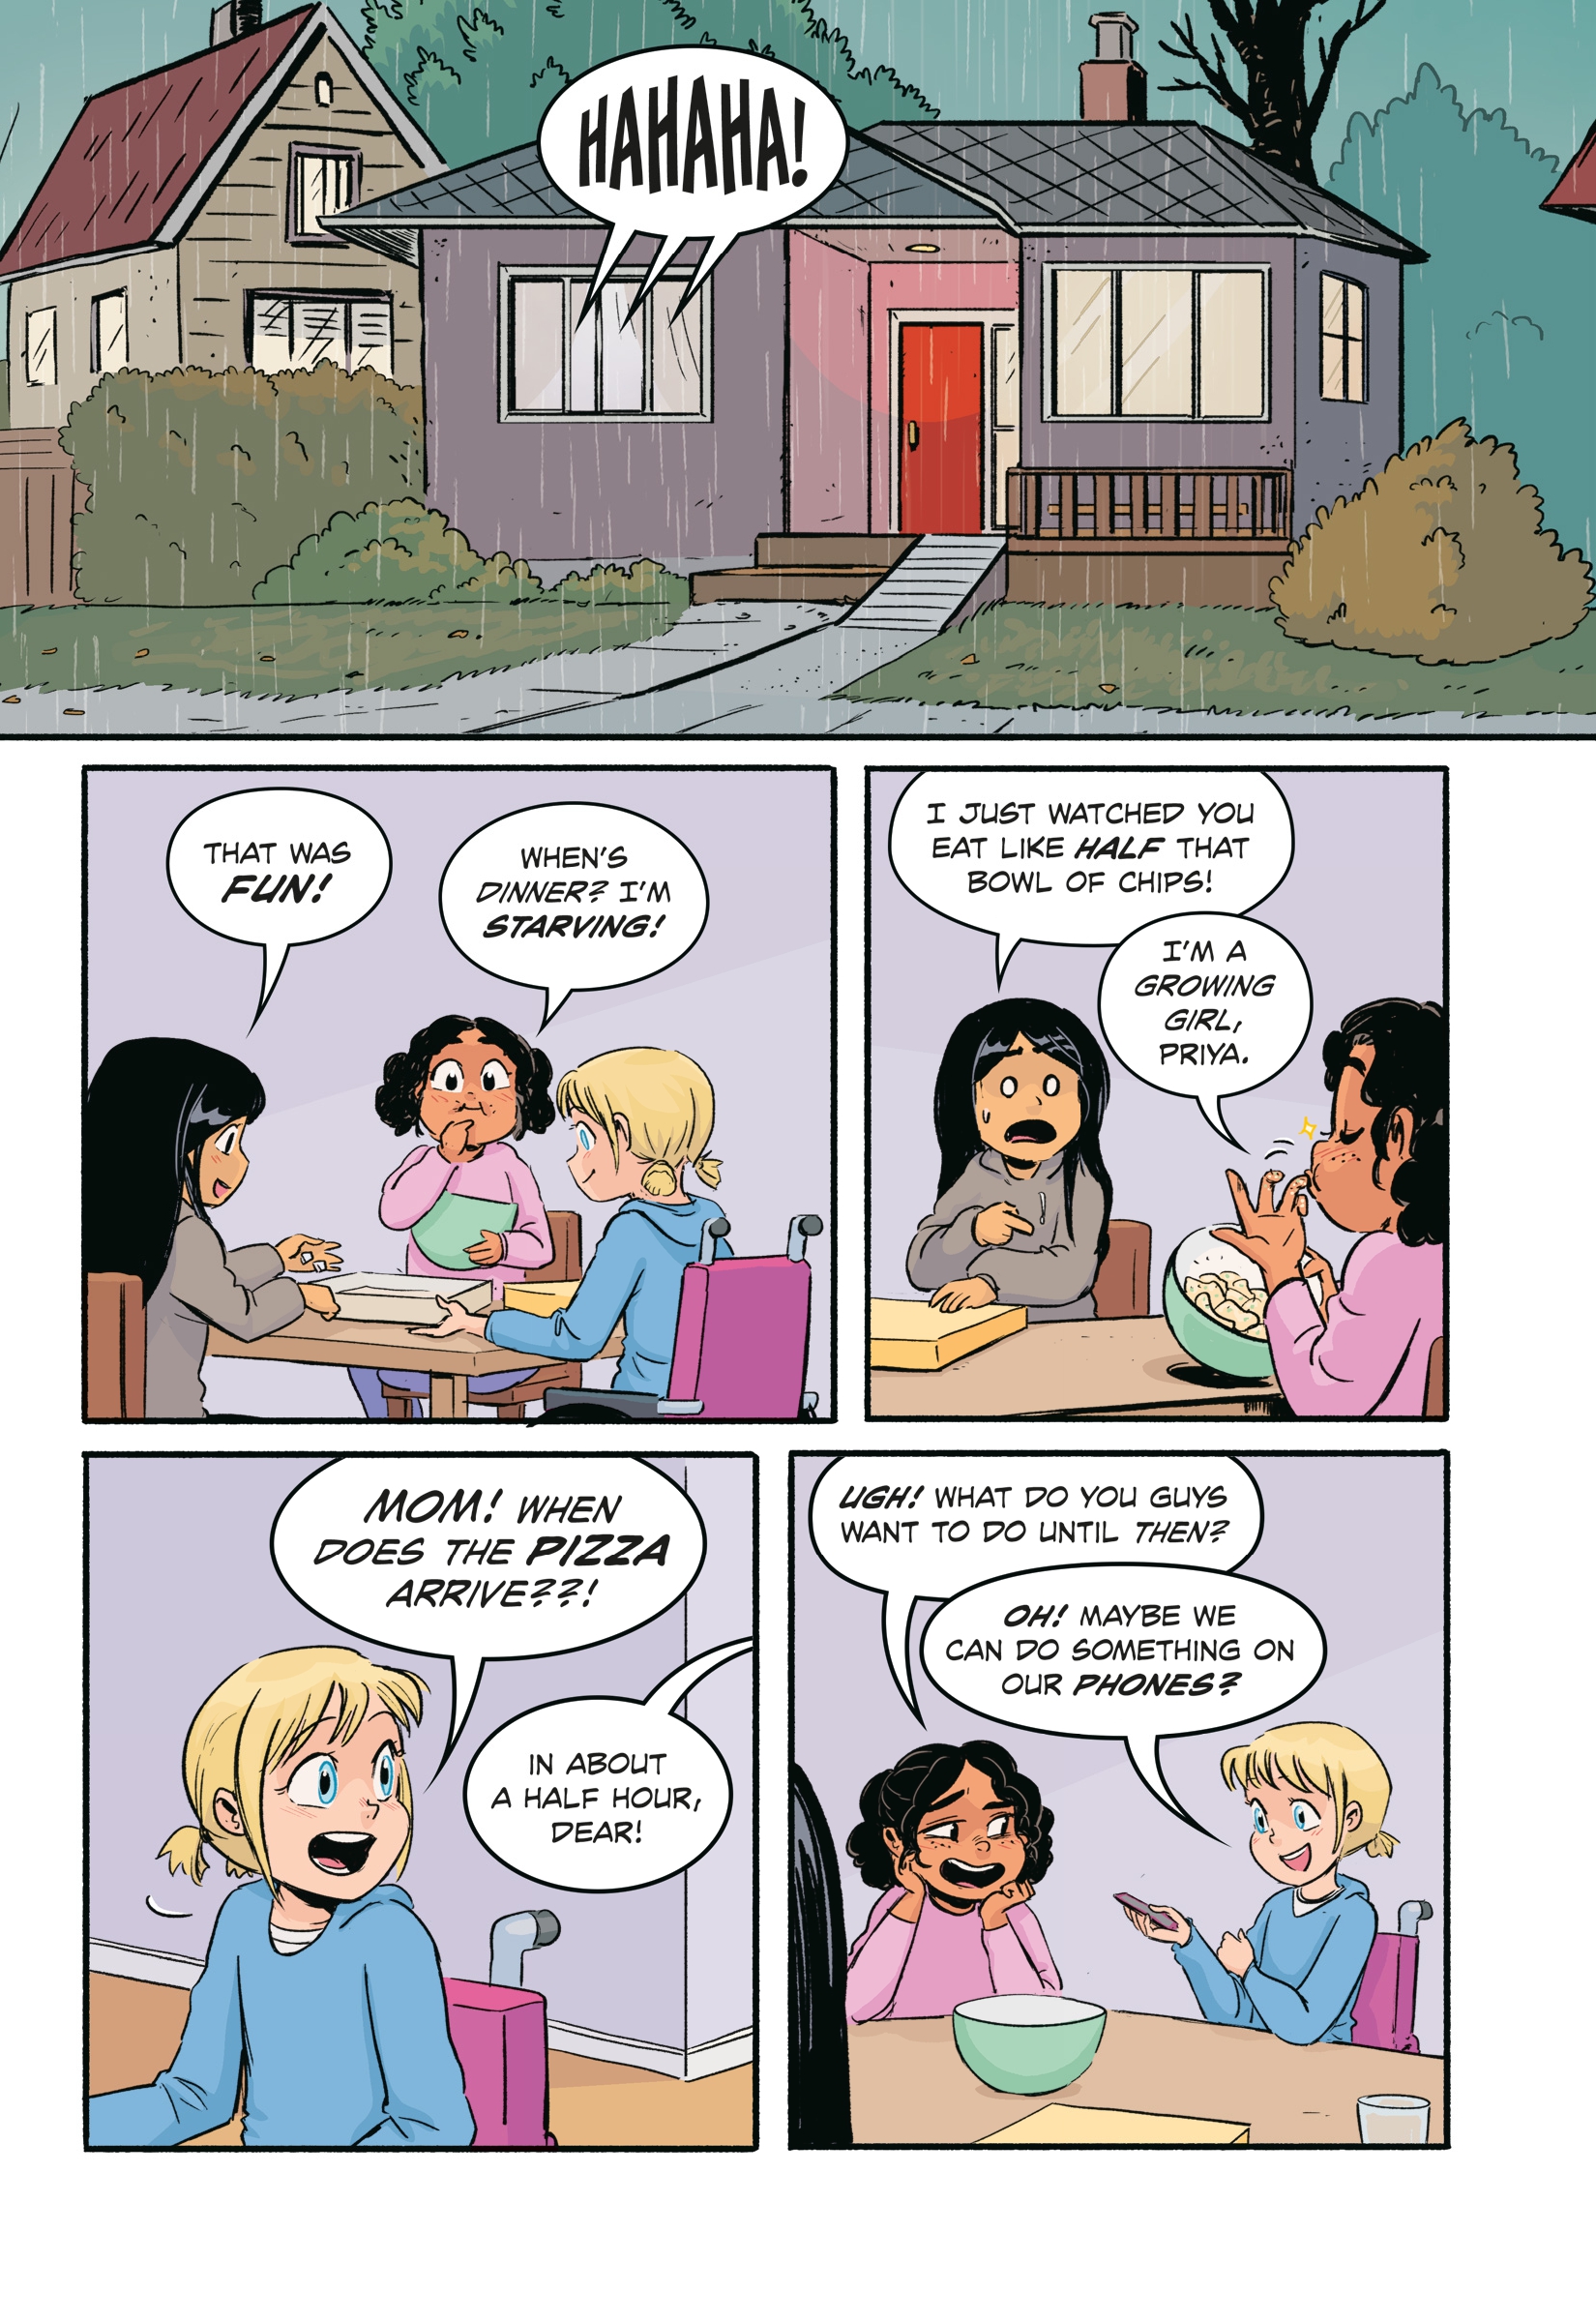 HAHAHA!
THAT WAS
FUN!
WHEN'S
DINNER? I'M
STARVING!
I JUST WATCHED YOU
EAT LIKE HALF THAT
BOWL OF CHIPS!
I'M A
GROWING
GIRL,
PRIYA.
MOM! WHEN
DOES THE PIZZA
ARRIVE??!
IN ABOUT
A HALF HOUR,
DEAR!
UGH! WHAT DO YOU GUYS
WANT TO DO UNTIL THEN?
OH! MAYBE WE
CAN DO SOMETHING ON
OUR PHONES?